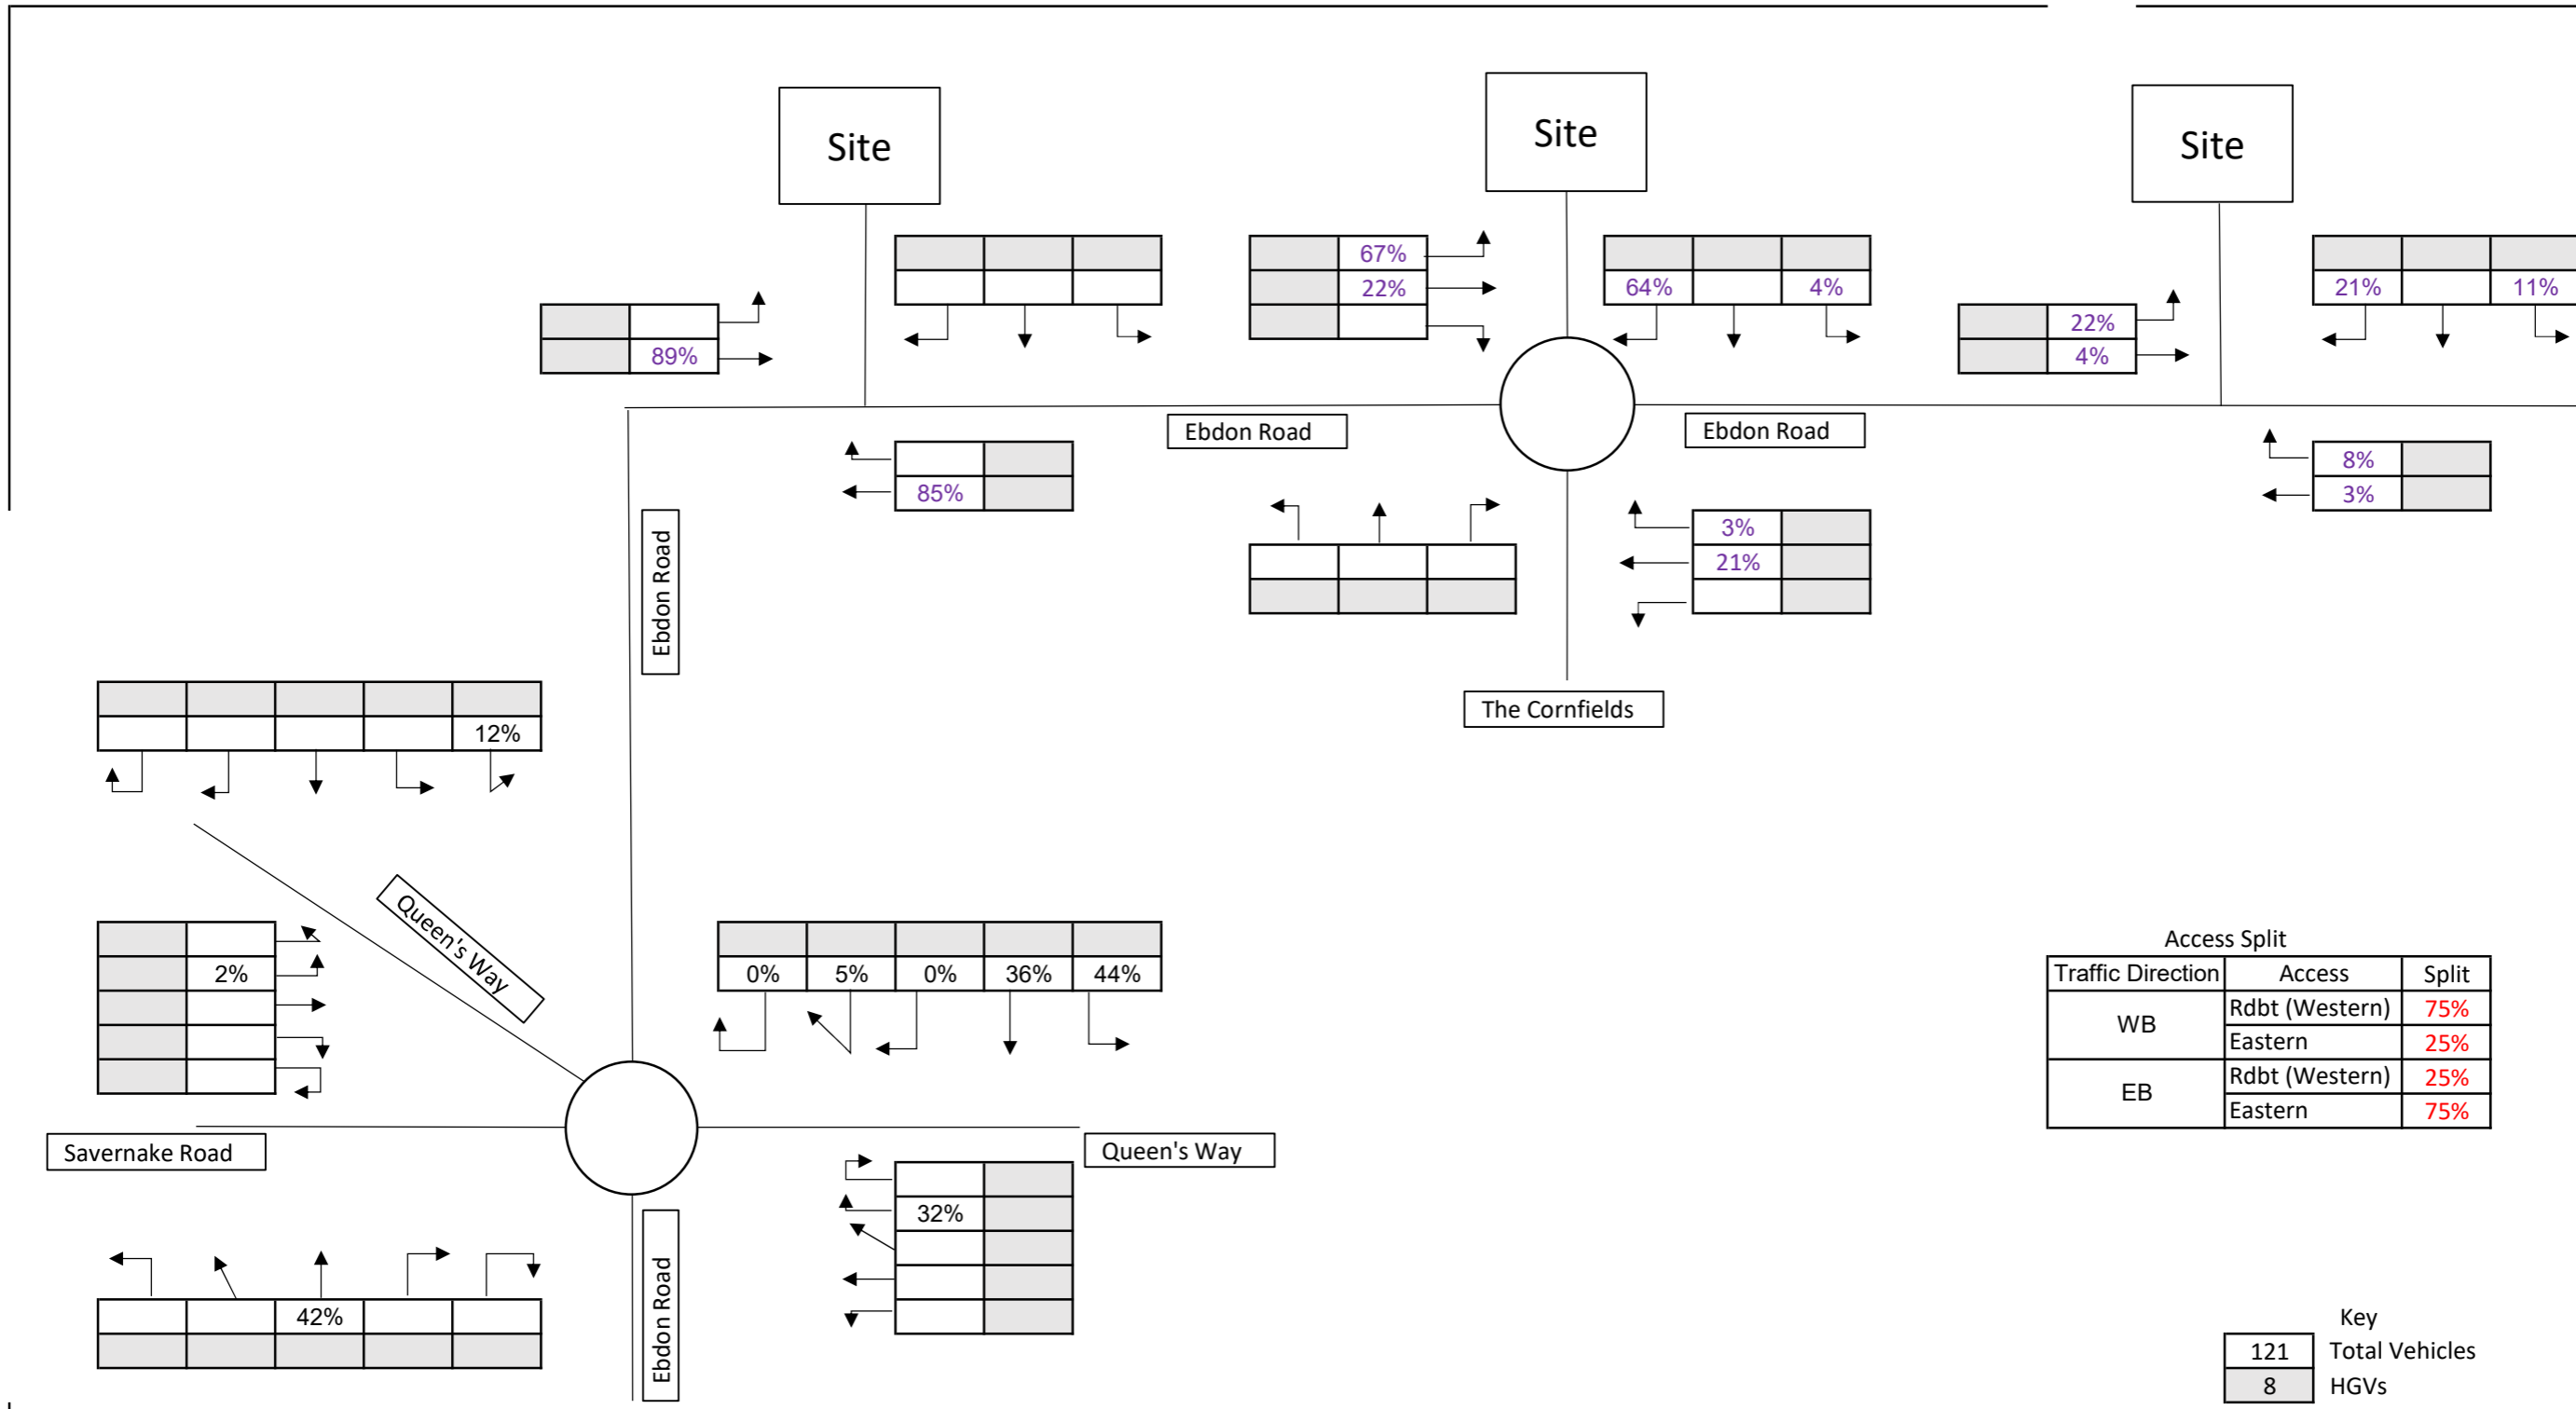 Site
Site
Site
67%
22%
64% 4%
21% 11%
89%
22%
4%
Ebdon Road
Ebdon Road
85%
8%
3%
Ebdon Road
3%
21%
The Cornfields
12%
Queen's Way
2%
0% 5% 0% 36% 44%
Access Split
Traffic Direction Access Split
WB Rdbt (Western) 75%
Eastern 25%
EB Rdbt (Western) 25%
Eastern 75%
Savernake Road
Queen's Way
32%
Ebdon Road
42%
Key
121 Total Vehicles
8 HGVs